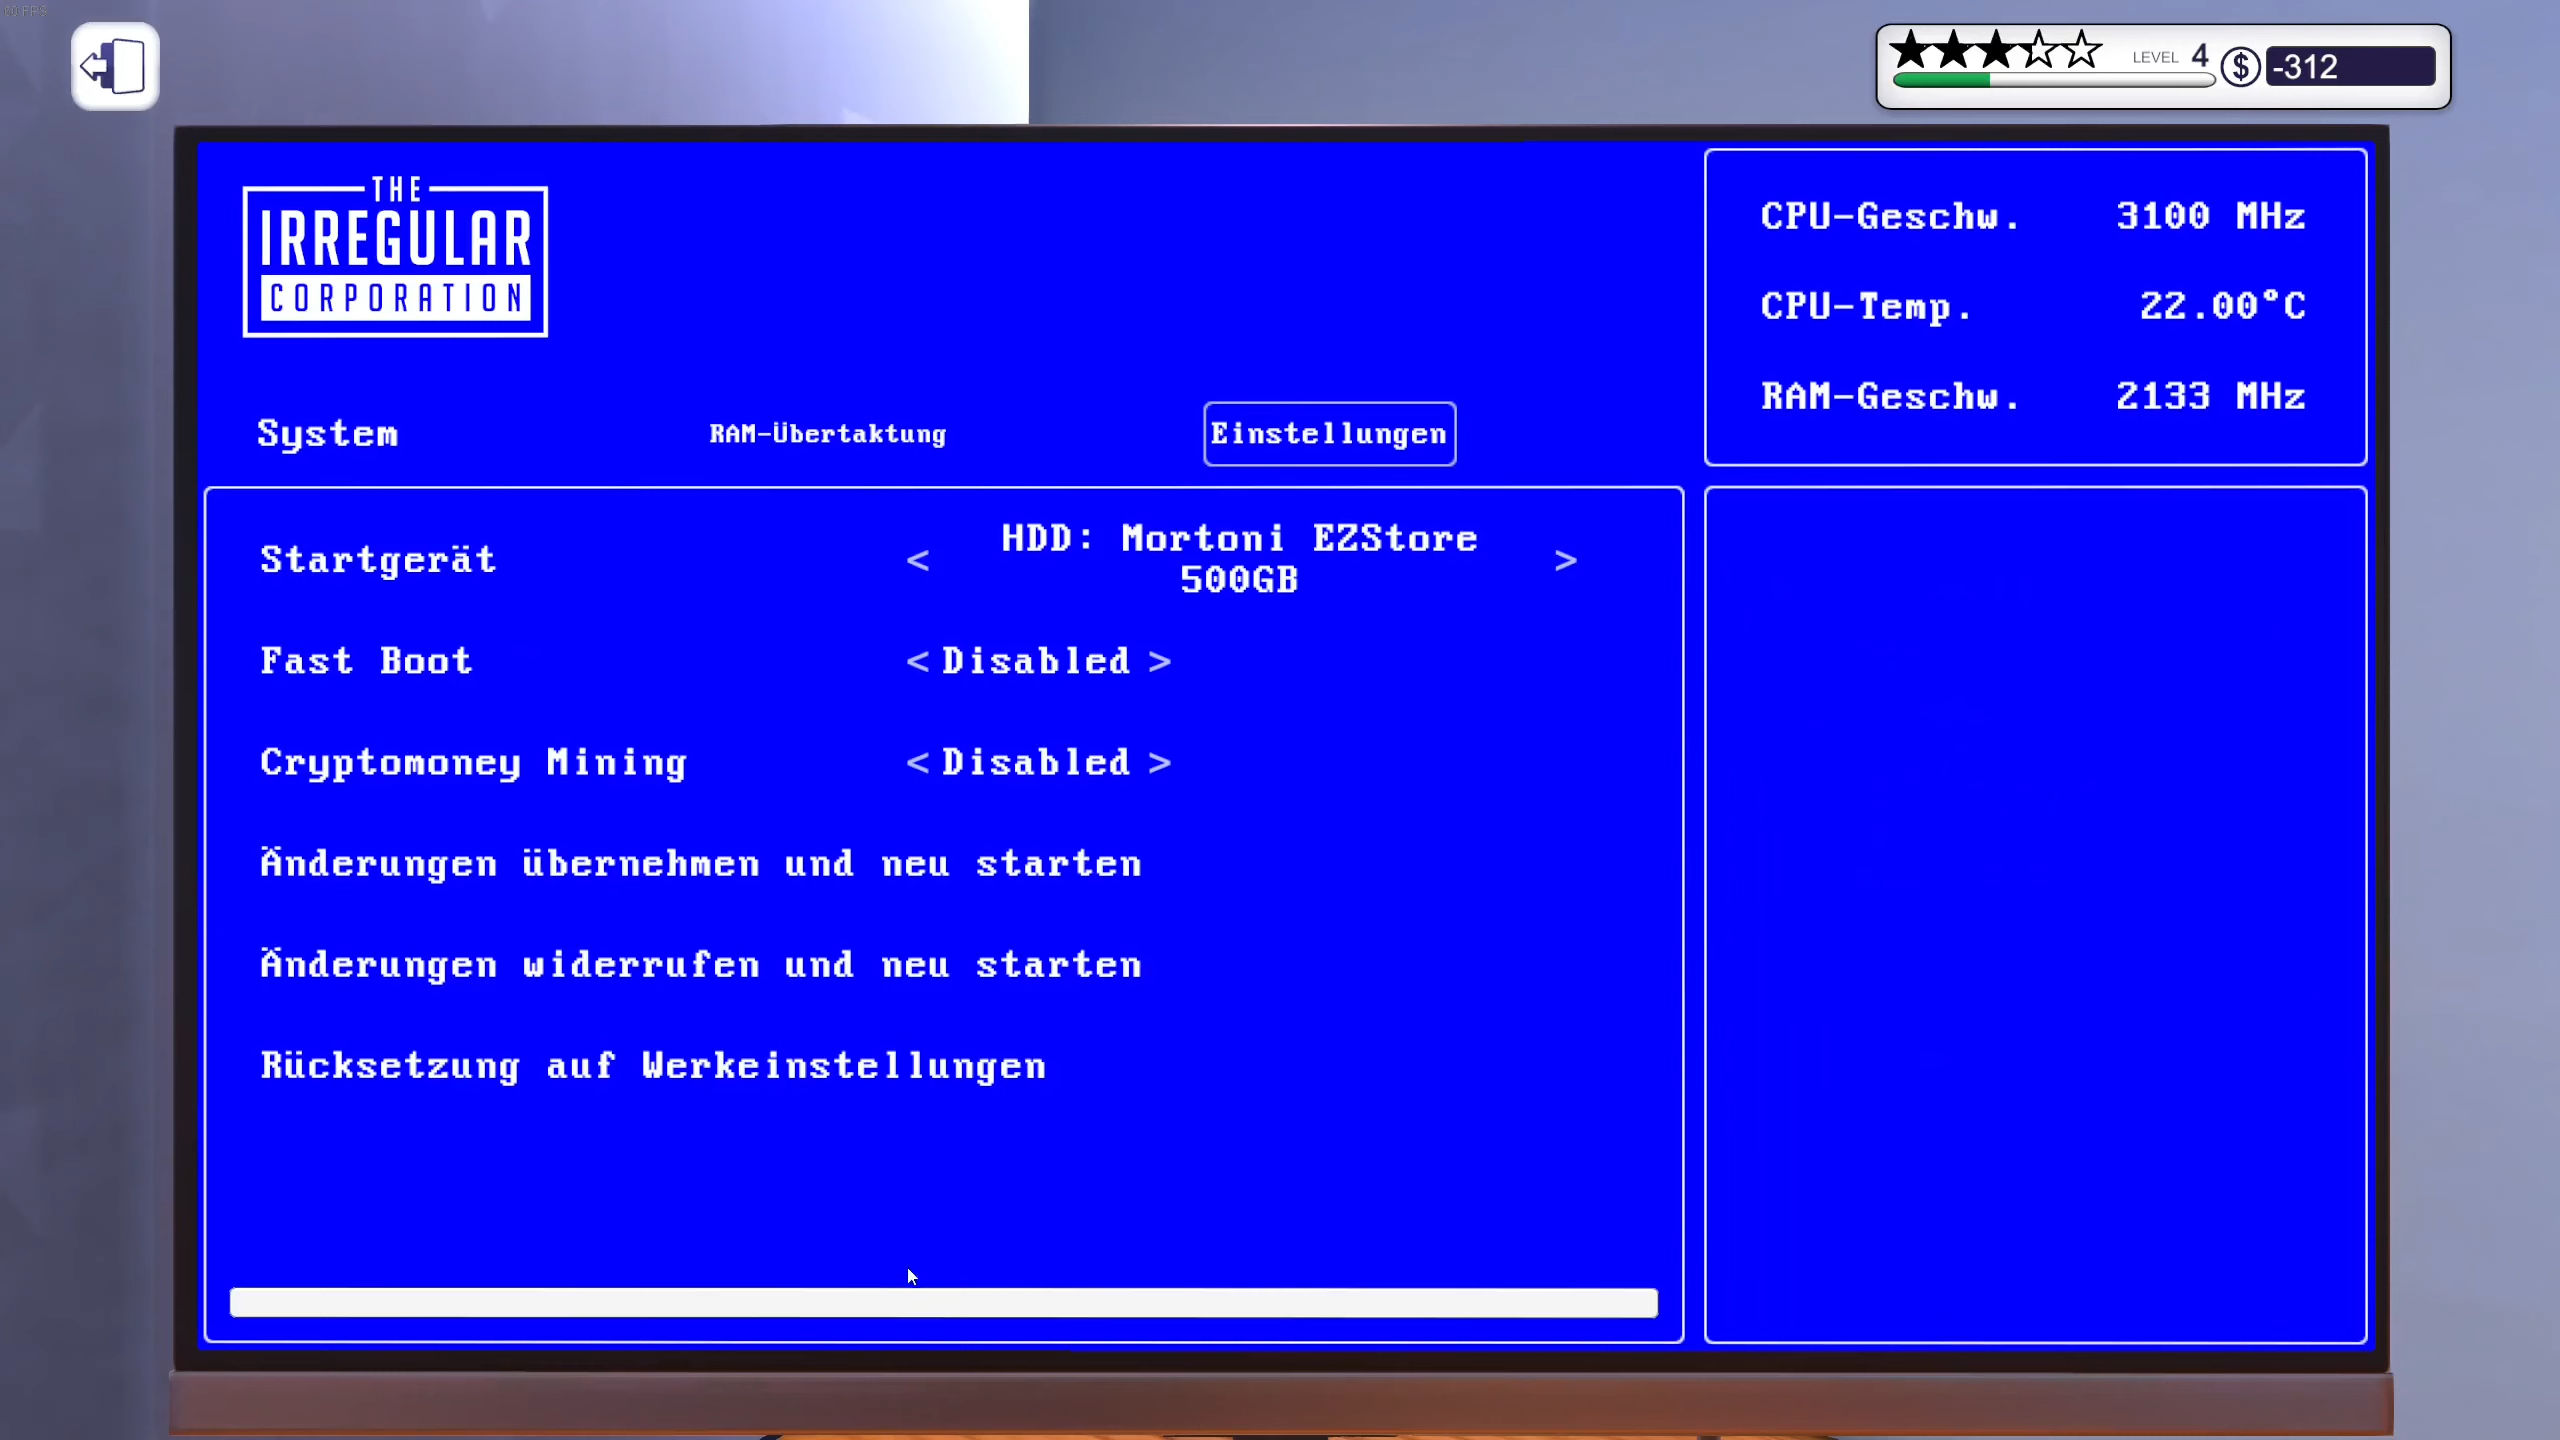 60 FPS
LEVEL 4
-312
THE
IRREGULAR
CORPORATION
CPU-Geschw. 3100 MHz
CPU-Temp. 22.00°C
RAM-Geschw. 2133 MHz
System RAM-Übertaktung Einstellungen
Startgerät < HDD: Mortoni EZStore >
500GB
Fast Boot < Disabled >
Cryptomoney Mining < Disabled >
Änderungen übernehmen und neu starten
Änderungen widerrufen und neu starten
Rücksetzung auf Werkeinstellungen